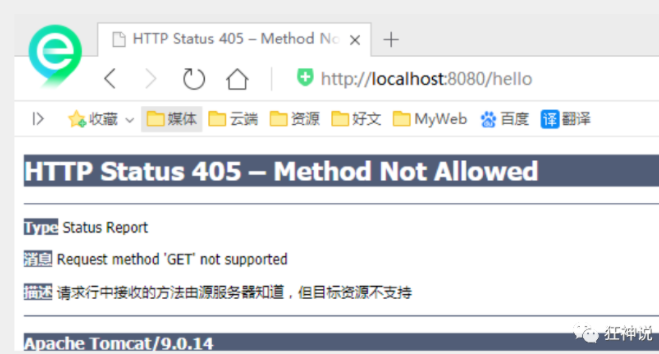 HTTP Status 405 – Method No
http://localhost:8080/hello
收藏 媒体 云端 资源 好文 MyWeb 百度 译 翻译
HTTP Status 405 – Method Not Allowed
Type Status Report
消息 Request method 'GET' not supported
描述 请求行中接收的方法由源服务器知道，但目标资源不支持
Apache Tomcat/9.0.14
狂神说